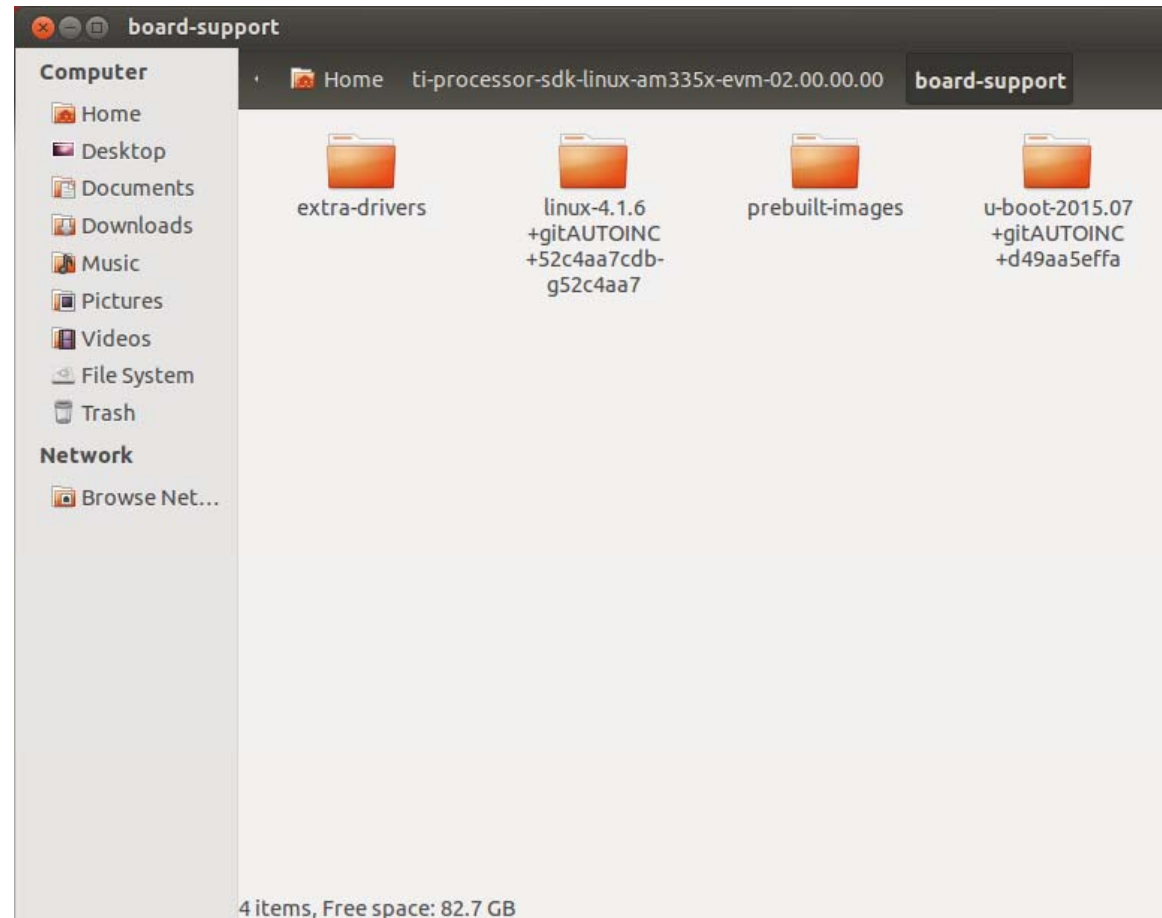 board-support
Computer
Home
Desktop
Documents
Downloads
Music
Pictures
Videos
File System
Trash
Network
Browse Net...
Home ti-processor-sdk-linux-am335x-evm-02.00.00.00 board-support
extra-drivers
linux-4.1.6
+gitAUTOINC
+52c4aa7cdb-
g52c4aa7
prebuilt-images
u-boot-2015.07
+gitAUTOINC
+d49aa5effa
4 items, Free space: 82.7 GB